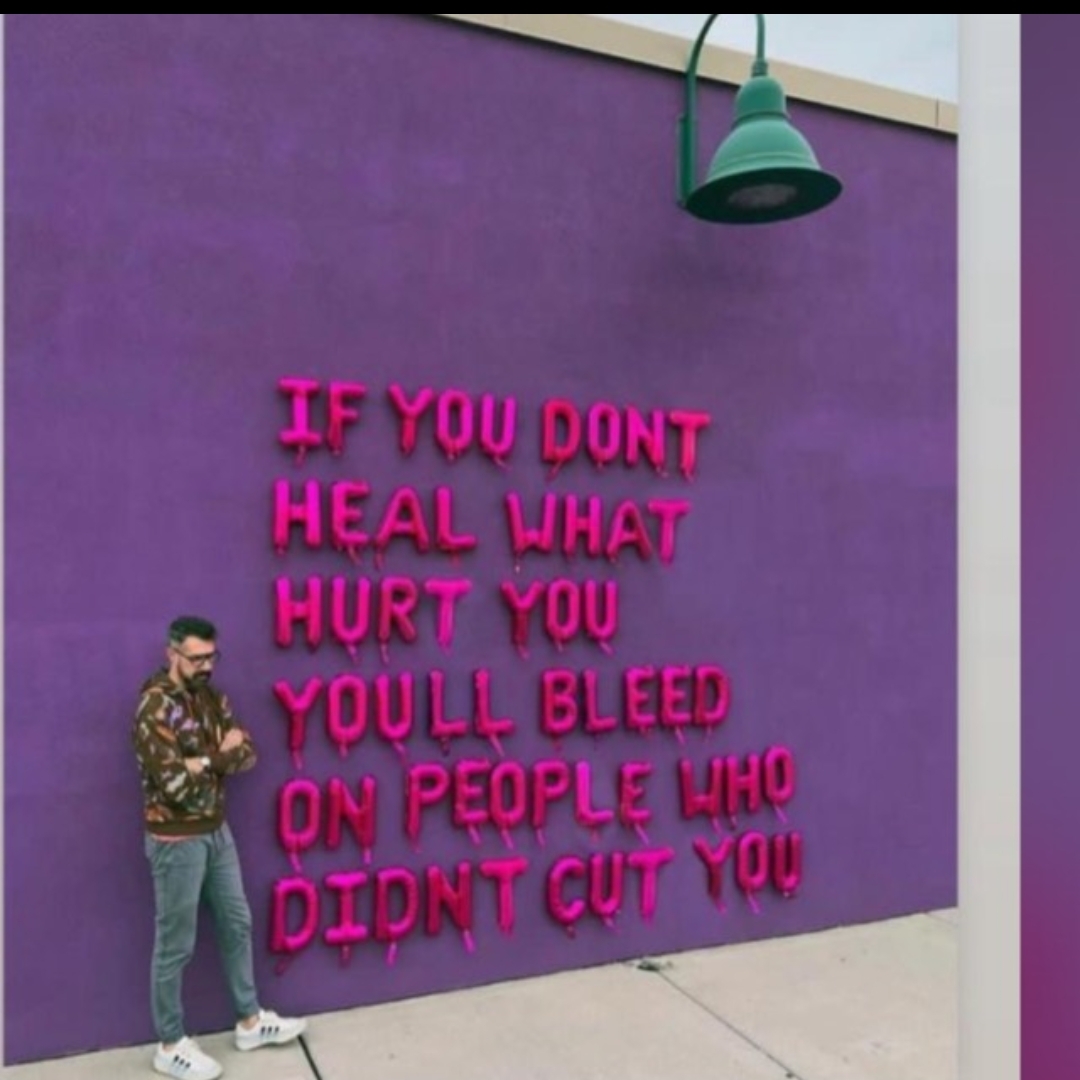 IF YOU DONT
HEAL WHAT
HURT YOU
YOULL BLEED
ON PEOPLE WHO
DIDNT CUT YOU